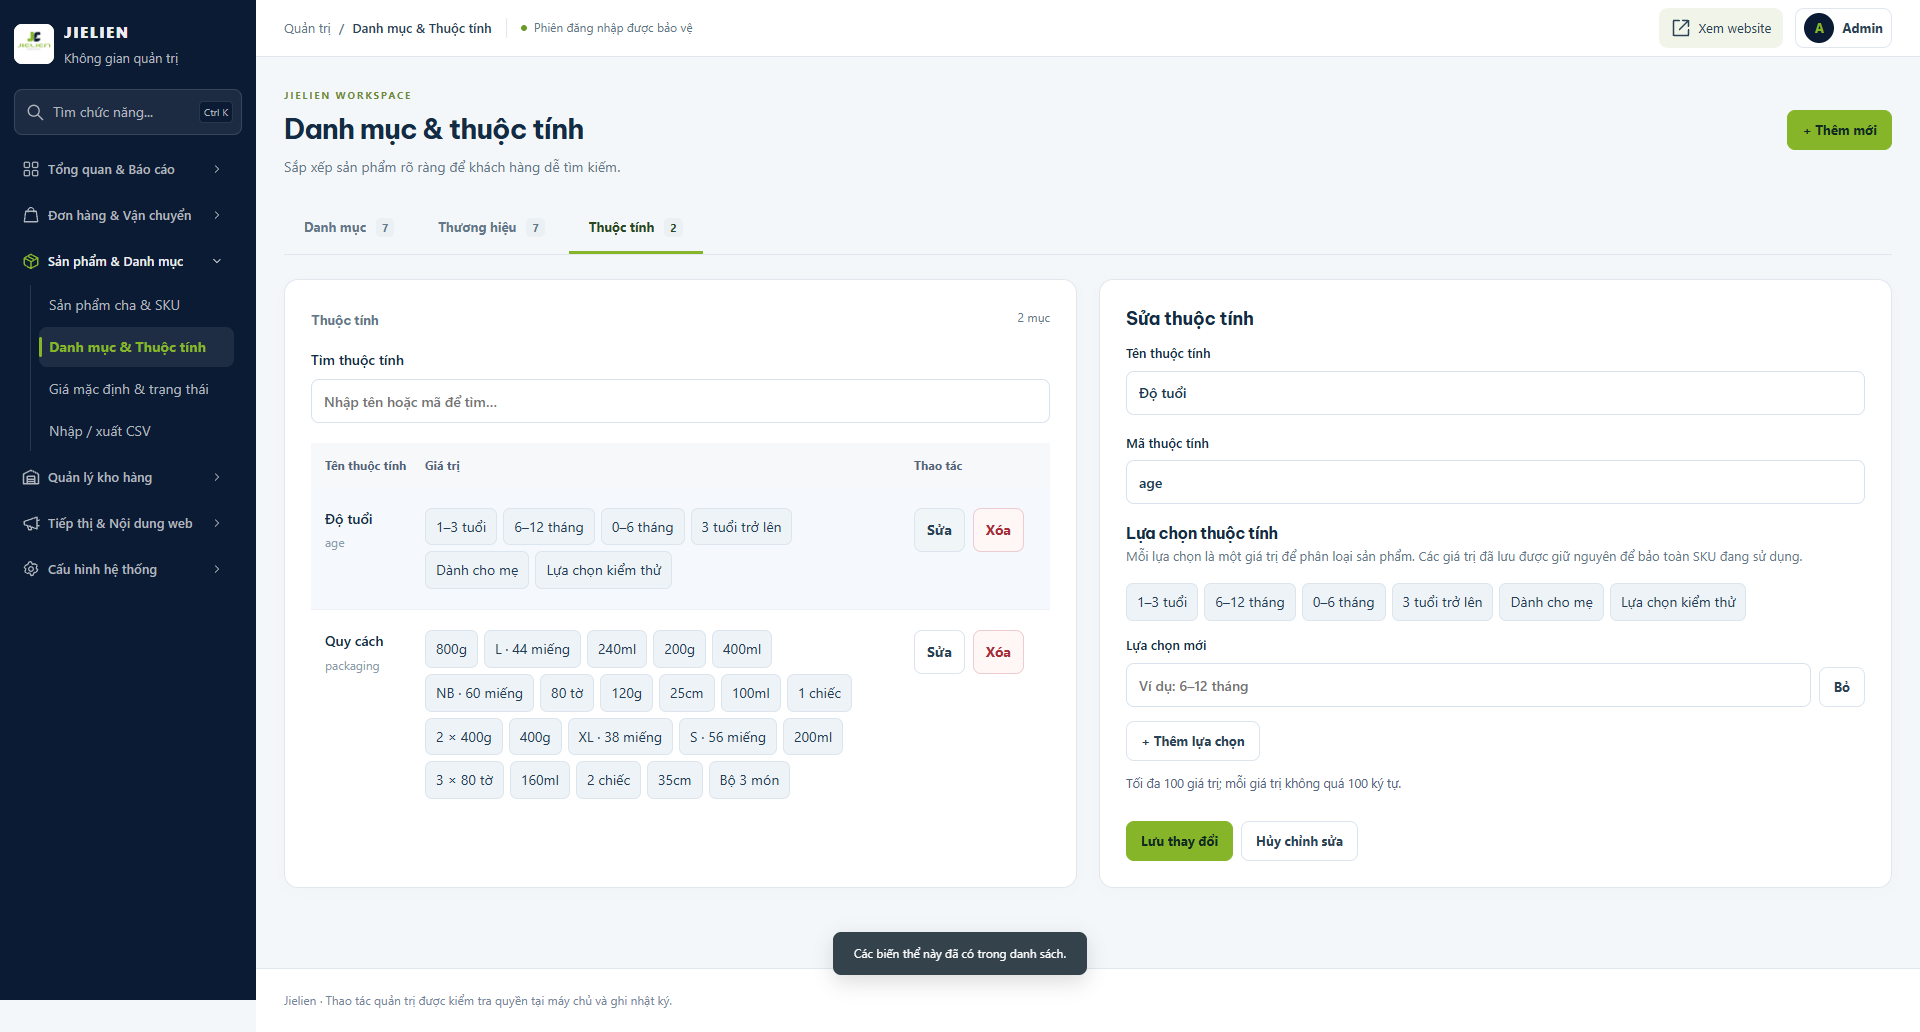 JC
JIELIEN
JIELIEN
Không gian quản trị
Tìm chức năng...
Ctrl K
Tổng quan & Báo cáo
Đơn hàng & Vận chuyển
Sản phẩm & Danh mục
Sản phẩm cha & SKU
Danh mục & Thuộc tính
Giá mặc định & trạng thái
Nhập / xuất CSV
Quản lý kho hàng
Tiếp thị & Nội dung web
Cấu hình hệ thống
Quản trị / Danh mục & Thuộc tính
Phiên đăng nhập được bảo vệ
Xem website
A
Admin
JIELIEN WORKSPACE
Danh mục & thuộc tính
Sắp xếp sản phẩm rõ ràng để khách hàng dễ tìm kiếm.
+ Thêm mới
Danh mục 7
Thương hiệu 7
Thuộc tính 2
Thuộc tính
2 mục
Tìm thuộc tính
Nhập tên hoặc mã để tìm...
Tên thuộc tính Giá trị Thao tác
Độ tuổi
age
1–3 tuổi 6–12 tháng 0–6 tháng 3 tuổi trở lên
Dành cho mẹ Lựa chọn kiểm thử
Sửa Xóa
Quy cách
packaging
800g L · 44 miếng 240ml 200g 400ml
NB · 60 miếng 80 tờ 120g 25cm 100ml 1 chiếc
2 × 400g 400g XL · 38 miếng S · 56 miếng 200ml
3 × 80 tờ 160ml 2 chiếc 35cm Bộ 3 món
Sửa Xóa
Sửa thuộc tính
Tên thuộc tính
Độ tuổi
Mã thuộc tính
age
Lựa chọn thuộc tính
Mỗi lựa chọn là một giá trị để phân loại sản phẩm. Các giá trị đã lưu được giữ nguyên để bảo toàn SKU đang sử dụng.
1–3 tuổi 6–12 tháng 0–6 tháng 3 tuổi trở lên Dành cho mẹ Lựa chọn kiểm thử
Lựa chọn mới
Ví dụ: 6–12 tháng
Bỏ
+ Thêm lựa chọn
Tối đa 100 giá trị; mỗi giá trị không quá 100 ký tự.
Lưu thay đổi
Hủy chỉnh sửa
Các biến thể này đã có trong danh sách.
Jielien · Thao tác quản trị được kiểm tra quyền tại máy chủ và ghi nhật ký.